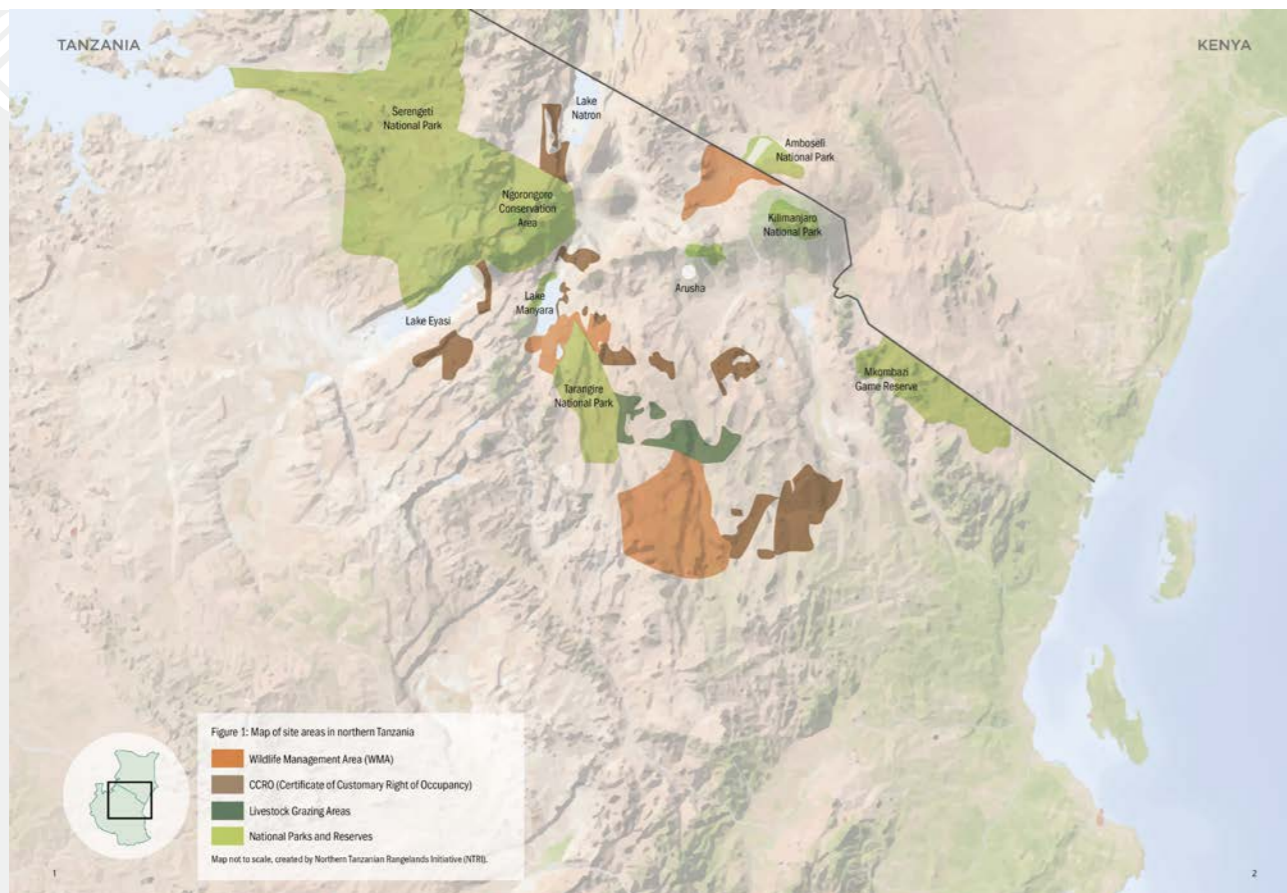 TANZANIA
KENYA
Lake
Natron
Serengeti
National Park
Amboseli
National Park
Ngorongoro
Conservation
Area
Kilimanjaro
National Park
Arusha
Lake
Manyara
Lake Eyasi
Mkombazi
Game Reserve
Tarangire
National Park
Figure 1: Map of site areas in northern Tanzania
Wildlife Management Area (WMA)
CCRO (Certificate of Customary Right of Occupancy)
Livestock Grazing Areas
National Parks and Reserves
Map not to scale, created by Northern Tanzanian Rangelands Initiative (NTRI).
1
2